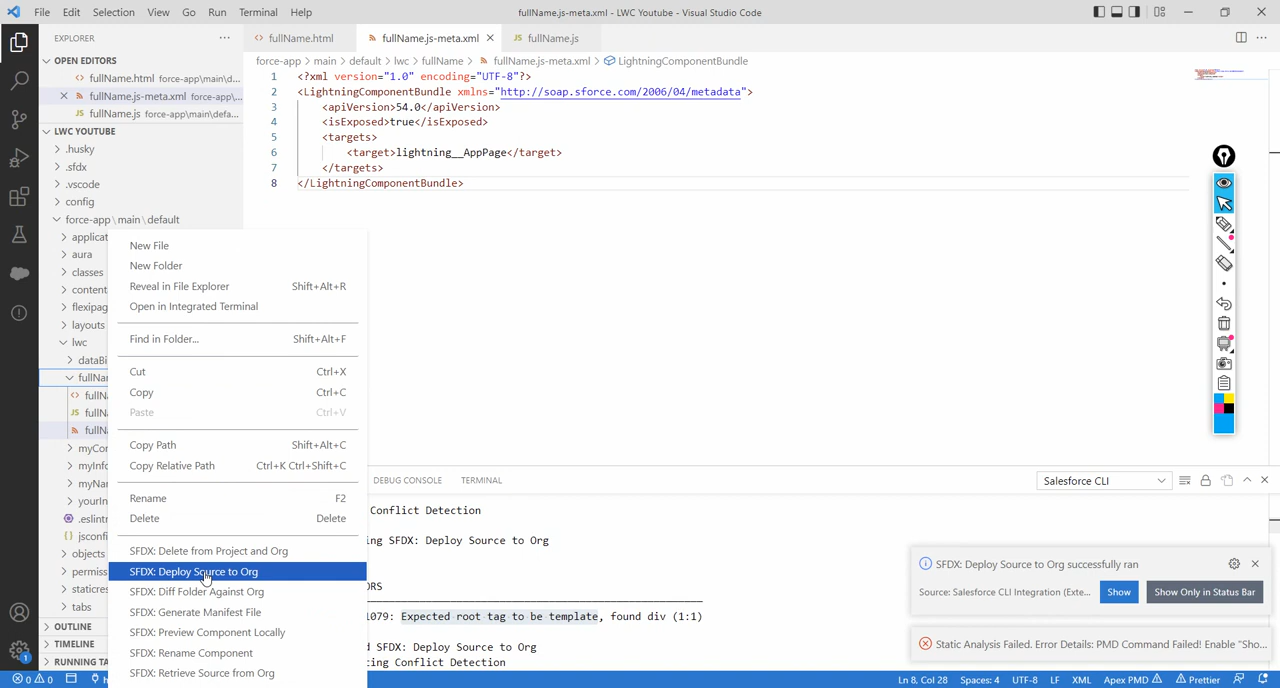 File Edit Selection View Go Run Terminal Help
fullName.js-meta.xml - LWC Youtube - Visual Studio Code
EXPLORER
OPEN EDITORS
fullName.html force-app\main\d...
fullName.js-meta.xml force-app\...
fullName.js force-app\main\defa...
LWC YOUTUBE
.husky
.sfdx
.vscode
config
force-app\main\default
applicat
aura
classes
content
flexipag
layouts
lwc
dataBi
fullNam
fullNa
fullNa
fullNa
myCor
myInfo
myNar
yourIn
.eslintr
jsconfi
objects
permiss
staticres
tabs
OUTLINE
TIMELINE
RUNNING TA
fullName.html
fullName.js-meta.xml
fullName.js
force-app > main > default > lwc > fullName > fullName.js-meta.xml > LightningComponentBundle
1 <?xml version="1.0" encoding="UTF-8"?>
2 <LightningComponentBundle xmlns="http://soap.sforce.com/2006/04/metadata">
3 <apiVersion>54.0</apiVersion>
4 <isExposed>true</isExposed>
5 <targets>
6 <target>lightning__AppPage</target>
7 </targets>
8 </LightningComponentBundle>
New File
New Folder
Reveal in File Explorer Shift+Alt+R
Open in Integrated Terminal
Find in Folder... Shift+Alt+F
Cut Ctrl+X
Copy Ctrl+C
Paste Ctrl+V
Copy Path Shift+Alt+C
Copy Relative Path Ctrl+K Ctrl+Shift+C
Rename F2
Delete Delete
SFDX: Delete from Project and Org
SFDX: Deploy Source to Org
SFDX: Diff Folder Against Org
SFDX: Generate Manifest File
SFDX: Preview Component Locally
SFDX: Rename Component
SFDX: Retrieve Source from Org
DEBUG CONSOLE TERMINAL
Salesforce CLI
Conflict Detection
ing SFDX: Deploy Source to Org
ORS
1079: Expected root tag to be template, found div (1:1)
d SFDX: Deploy Source to Org
cting Conflict Detection
SFDX: Deploy Source to Org successfully ran
Source: Salesforce CLI Integration (Exte...
Show
Show Only in Status Bar
Static Analysis Failed. Error Details: PMD Command Failed! Enable "Sho...
1
0 0
Ln 8, Col 28 Spaces: 4 UTF-8 LF XML Apex PMD Prettier